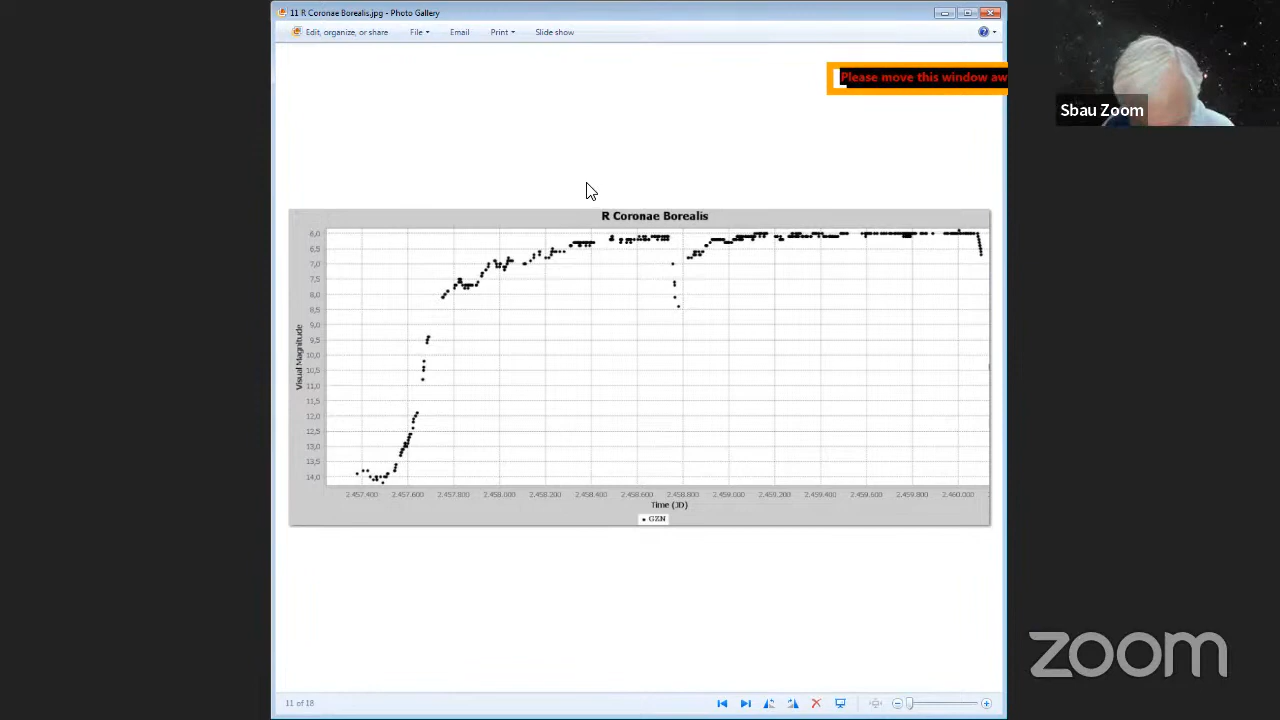 11 R Coronae Borealis.jpg - Photo Gallery
Edit, organize, or share File Email Print Slide show
Please move this window aw
Sbau Zoom
R Coronae Borealis
6,0
6,5
7,0
7,5
8,0
8,5
9,0
9,5
10,0
10,5
11,0
11,5
12,0
12,5
13,0
13,5
14,0
Visual Magnitude
2.457.400 2.457.600 2.457.800 2.458.000 2.458.200 2.458.400 2.458.600 2.458.800 2.459.000 2.459.200 2.459.400 2.459.600 2.459.800 2.460.000
Time (JD)
GZN
zoom
11 of 18